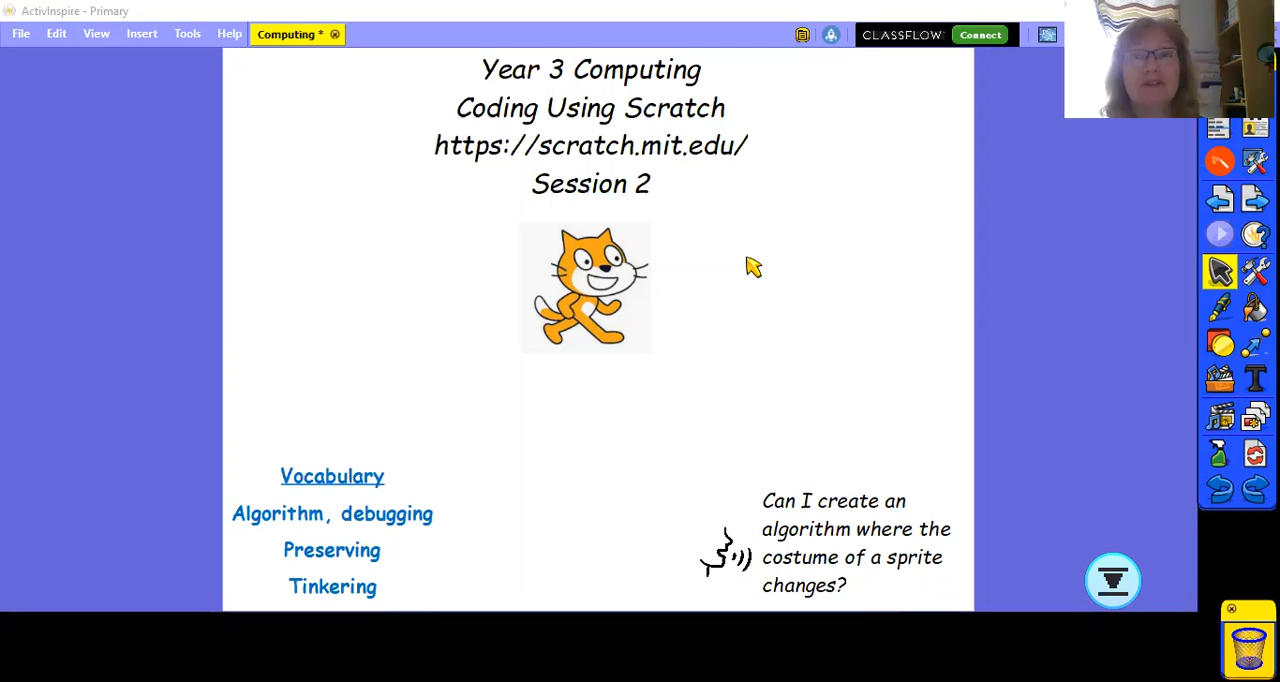 ActivInspire - Primary
File Edit View Insert Tools Help Computing * CLASSFLOW Connect
Year 3 Computing
Coding Using Scratch
https://scratch.mit.edu/
Session 2
Vocabulary
Algorithm, debugging
Preserving
Tinkering
Can I create an
algorithm where the
costume of a sprite
changes?